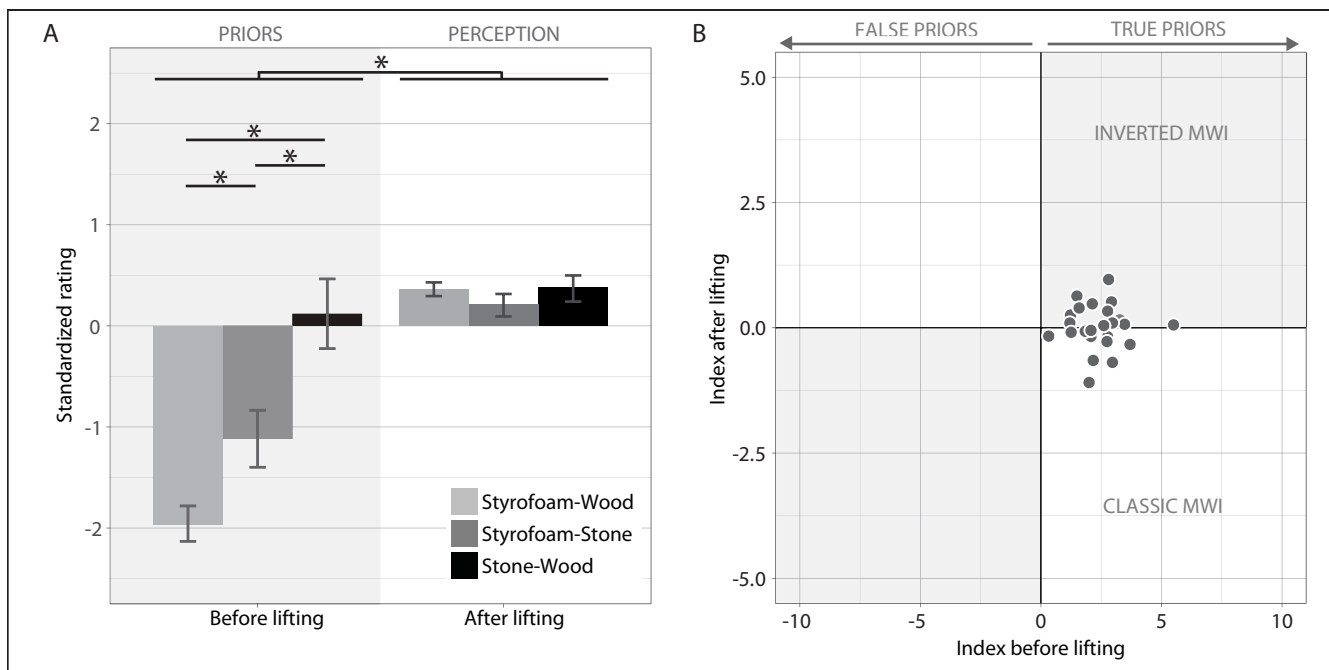 A
PRIORS
PERCEPTION
*
*
*
*
2
1
0
-1
-2
Standardized rating
Styrofoam-Wood
Styrofoam-Stone
Stone-Wood
Before lifting
After lifting
B
FALSE PRIORS
TRUE PRIORS
5.0
2.5
0.0
-2.5
-5.0
Index after lifting
INVERTED MWI
CLASSIC MWI
-10
-5
0
5
10
Index before lifting